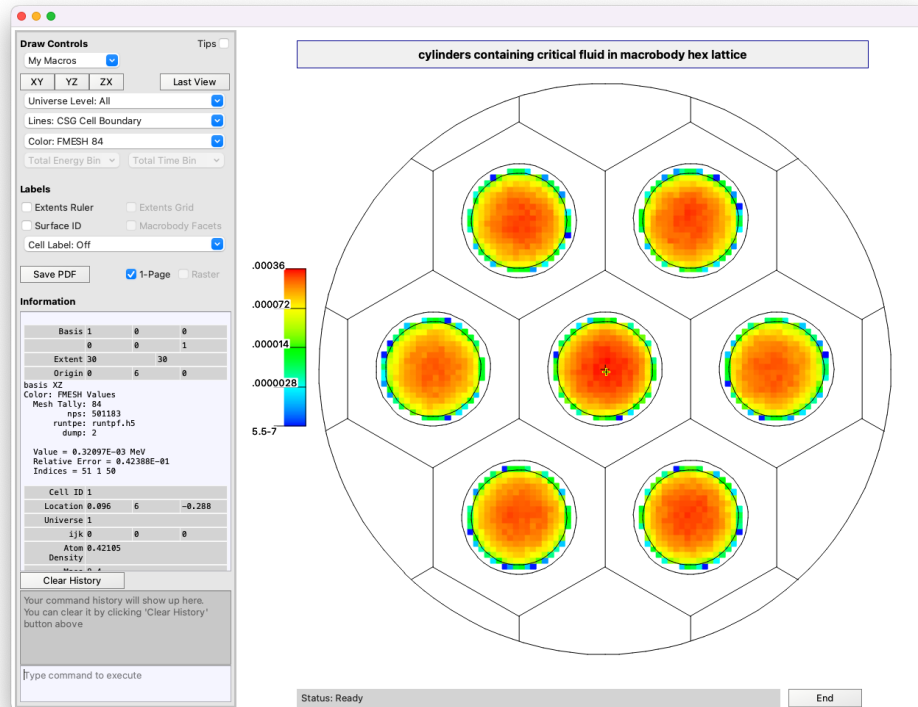 Draw Controls Tips
My Macros
XY YZ ZX Last View
Universe Level: All
Lines: CSG Cell Boundary
Color: FMESH 84
Total Energy Bin Total Time Bin
Labels
Extents Ruler Extents Grid
Surface ID Macrobody Facets
Cell Label: Off
Save PDF 1-Page Raster
Information
Basis 1 0 0
0 0 1
Extent 30 30
Origin 0 6 0
basis XZ
Color: FMESH Values
Mesh Tally: 84
nps: 501183
runtpe: runtpf.h5
dump: 2
Value = 0.32097E-03 MeV
Relative Error = 0.42388E-01
Indices = 51 1 50
Cell ID 1
Location 0.096 6 -0.288
Universe 1
ijk 0 0 0
Atom 0.42105
Density
Clear History
Your command history will show up here.
You can clear it by clicking 'Clear History'
button above
Type command to execute
cylinders containing critical fluid in macrobody hex lattice
.00036
.000072
.000014
.0000028
5.5-7
Status: Ready End